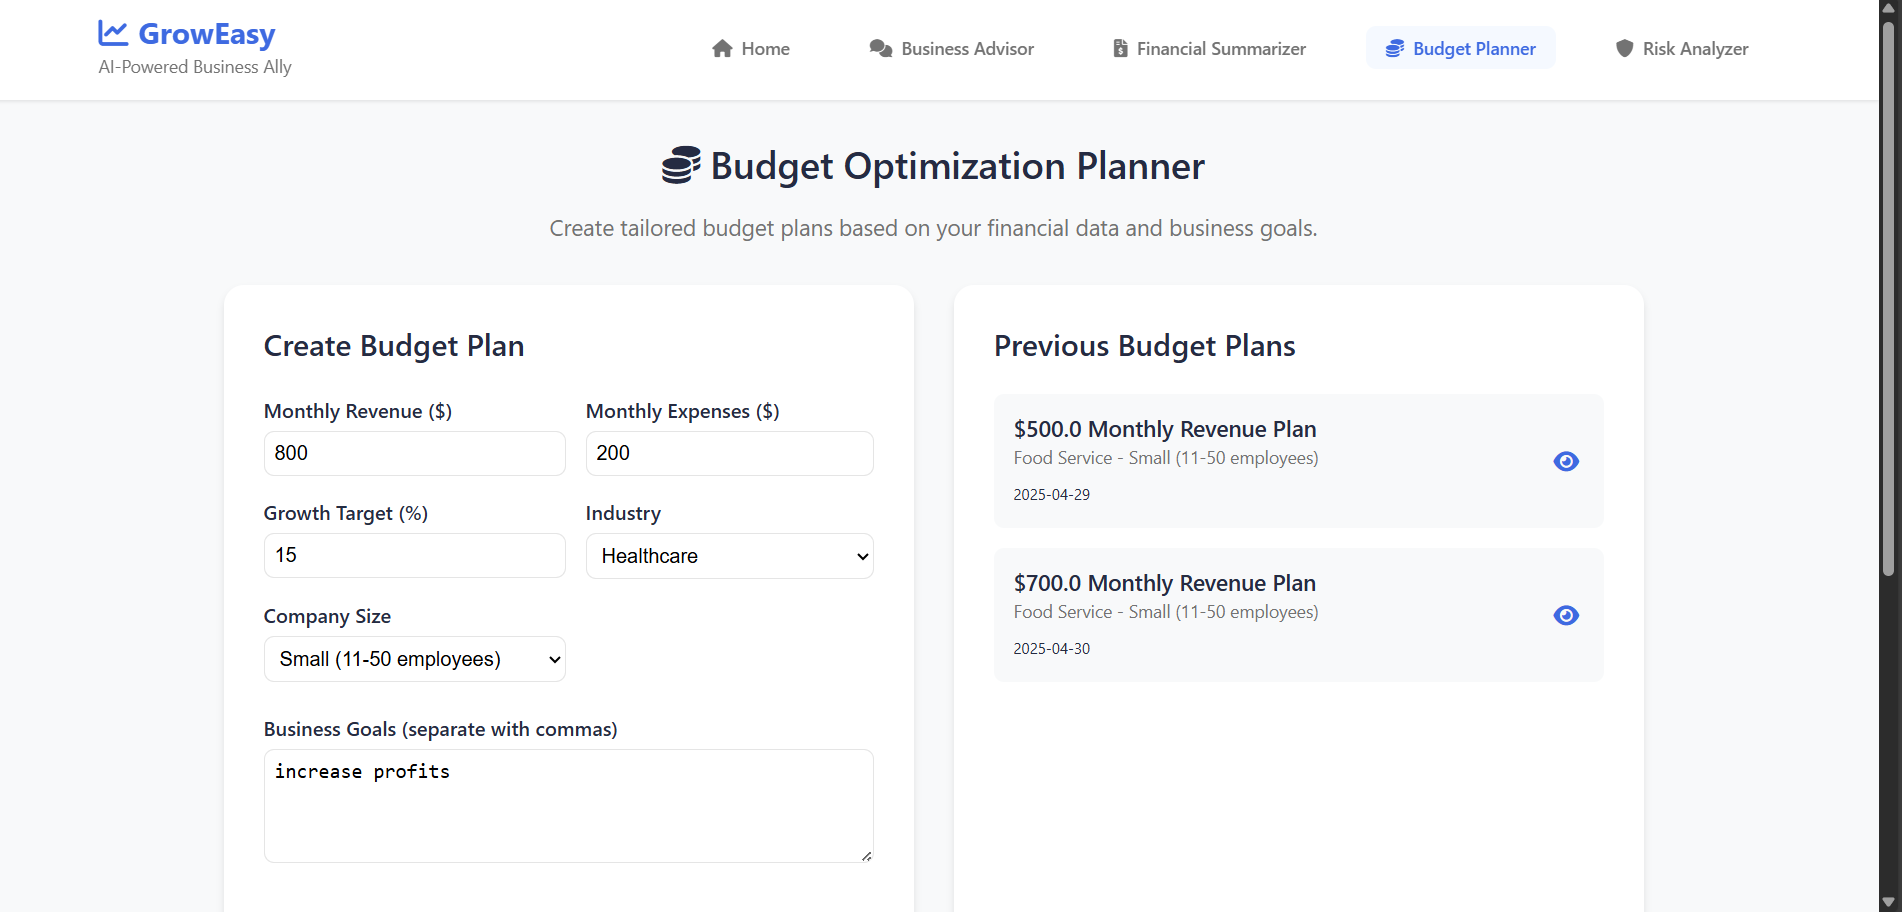 GrowEasy
AI-Powered Business Ally
Home
Business Advisor
Financial Summarizer
Budget Planner
Risk Analyzer
Budget Optimization Planner
Create tailored budget plans based on your financial data and business goals.
Create Budget Plan
Monthly Revenue ($)
Monthly Expenses ($)
800
200
Growth Target (%)
Industry
15
Healthcare
Company Size
Small (11-50 employees)
Business Goals (separate with commas)
increase profits
Previous Budget Plans
$500.0 Monthly Revenue Plan
Food Service - Small (11-50 employees)
2025-04-29
$700.0 Monthly Revenue Plan
Food Service - Small (11-50 employees)
2025-04-30